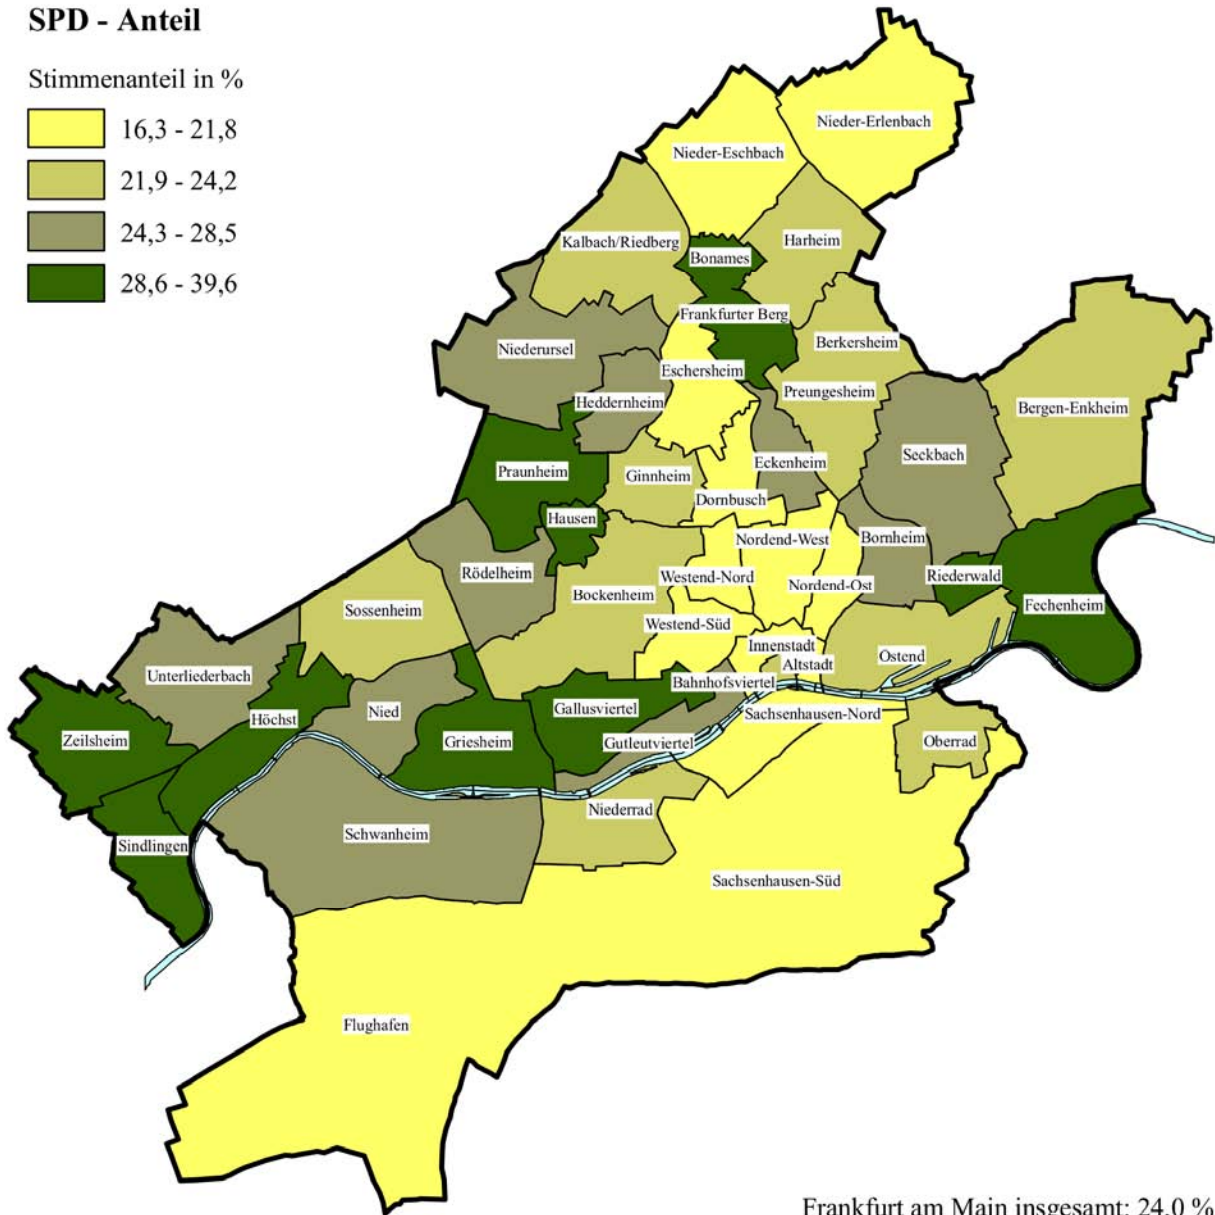 SPD - Anteil
Stimmenanteil in %
16,3 - 21,8
21,9 - 24,2
24,3 - 28,5
28,6 - 39,6
Nieder-Erlenbach
Nieder-Eschbach
Kalbach/Riedberg
Harheim
Bonames
Frankfurter Berg
Niederursel
Berkersheim
Eschersheim
Heddernheim
Preungesheim
Bergen-Enkheim
Praunheim
Ginnheim
Eckenheim
Seckbach
Dornbusch
Hausen
Nordend-West
Bornheim
Rödelheim
Westend-Nord
Nordend-Ost
Riederwald
Bockenheim
Fechenheim
Sossenheim
Westend-Süd
Innenstadt
Altstadt
Ostend
Unterliederbach
Bahnhofsviertel
Gallusviertel
Nied
Höchst
Sachsenhausen-Nord
Zeilsheim
Griesheim
Gutleutviertel
Oberrad
Niederrad
Schwanheim
Sindlingen
Sachsenhausen-Süd
Flughafen
Frankfurt am Main insgesamt: 24,0 %